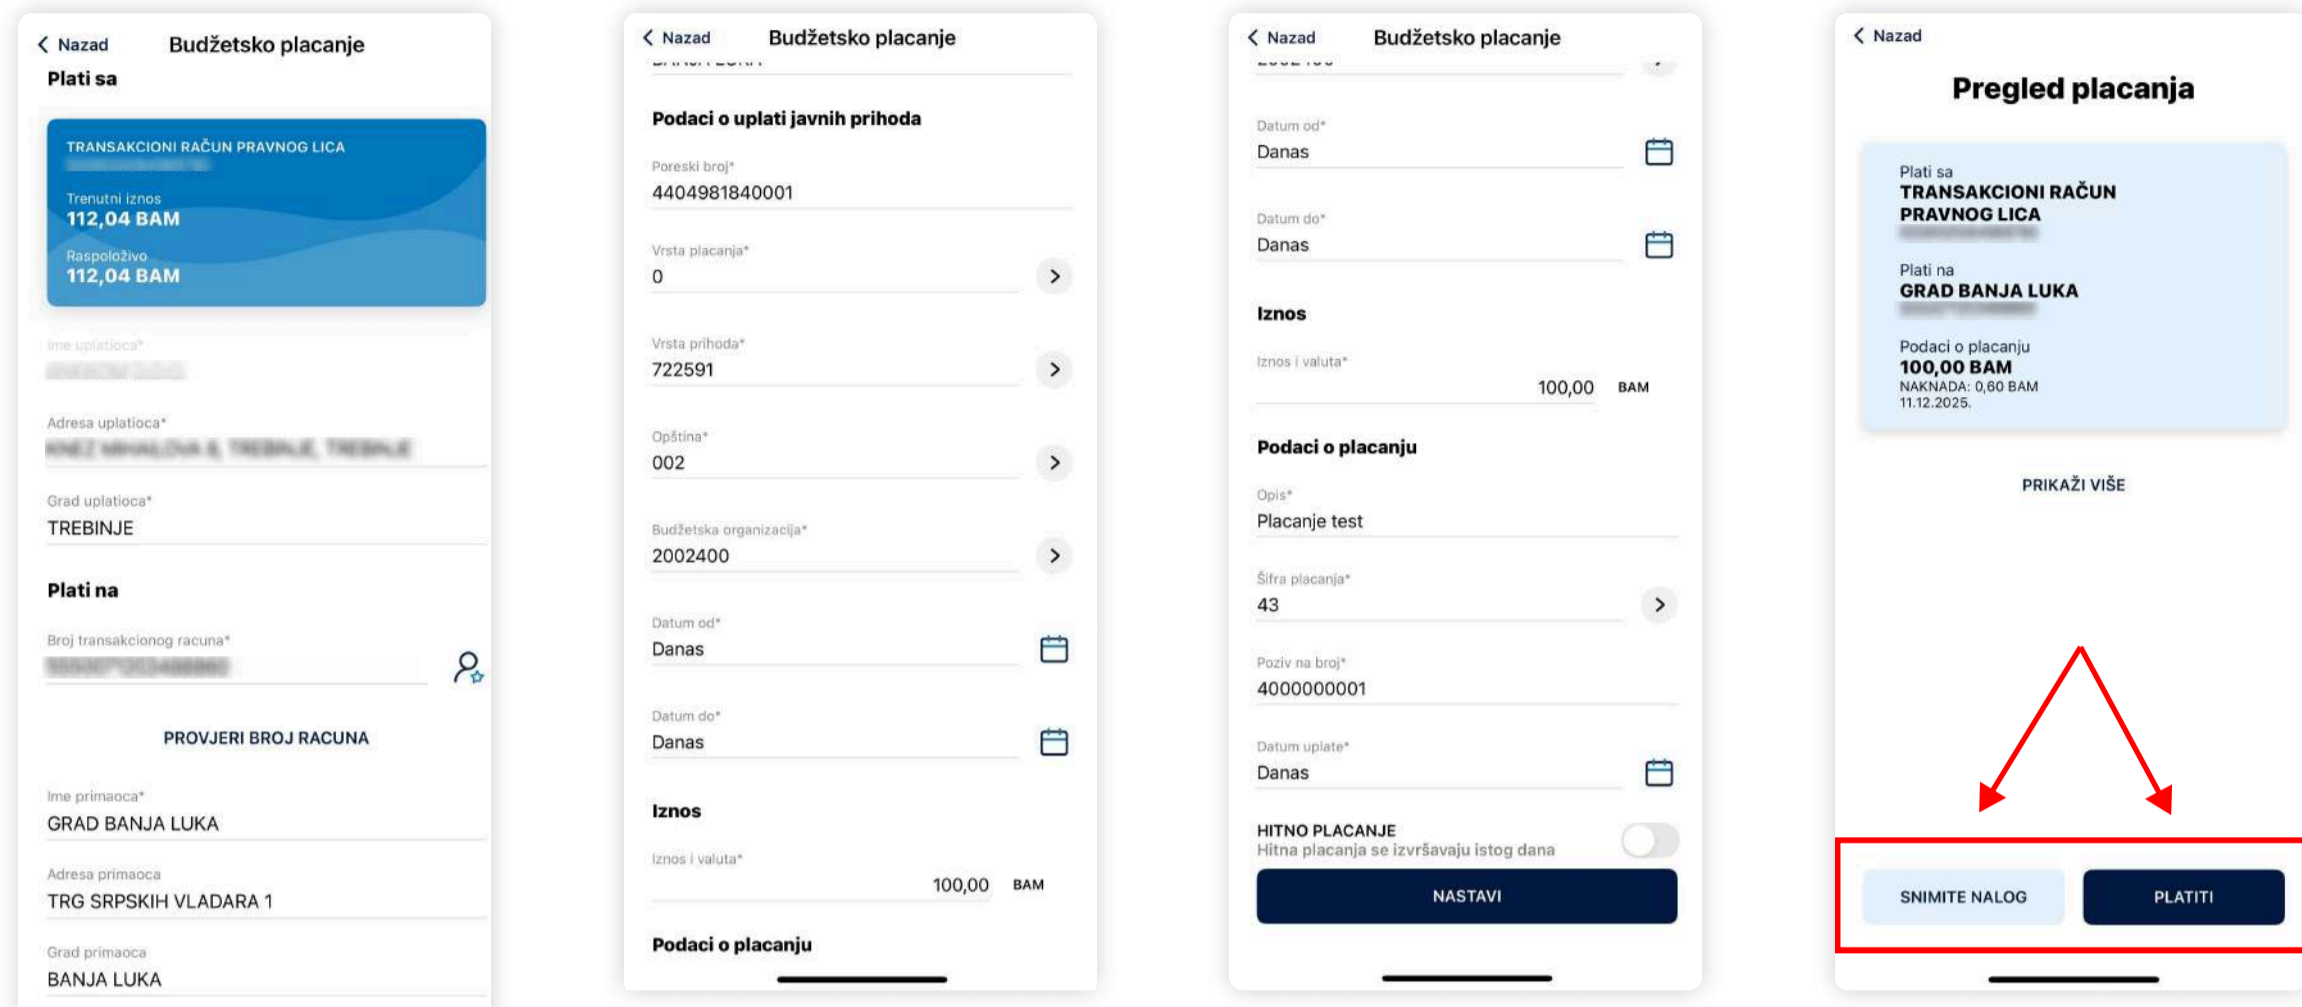 Nazad
Budžetsko placanje
Plati sa
TRANSAKCIONI RAČUN PRAVNOG LICA
Trenutni iznos
112,04 BAM
Raspoloživo
112,04 BAM
Ime uplatioca*
Adresa uplatioca*
KNEZ MIHAILOVA 8, TREBINJE, TREBINJE
Grad uplatioca*
TREBINJE
Plati na
Broj transakcionog racuna*
PROVJERI BROJ RACUNA
Ime primaoca*
GRAD BANJA LUKA
Adresa primaoca
TRG SRPSKIH VLADARA 1
Grad primaoca
BANJA LUKA
Nazad
Budžetsko placanje
BANJA LUKA
Podaci o uplati javnih prihoda
Poreski broj*
4404981840001
Vrsta placanja*
0
Vrsta prihoda*
722591
Opština*
002
Budžetska organizacija*
2002400
Datum od*
Danas
Datum do*
Danas
Iznos
Iznos i valuta*
100,00 BAM
Podaci o placanju
Nazad
Budžetsko placanje
2002400
Datum od*
Danas
Datum do*
Danas
Iznos
Iznos i valuta*
100,00 BAM
Podaci o placanju
Opis*
Placanje test
Šifra placanja*
43
Poziv na broj*
4000000001
Datum uplate*
Danas
HITNO PLACANJE
Hitna placanja se izvršavaju istog dana
NASTAVI
Nazad
Pregled placanja
Plati sa
TRANSAKCIONI RAČUN
PRAVNOG LICA
Plati na
GRAD BANJA LUKA
Podaci o placanju
100,00 BAM
NAKNADA: 0,60 BAM
11.12.2025.
PRIKAŽI VIŠE
SNIMITE NALOG
PLATITI